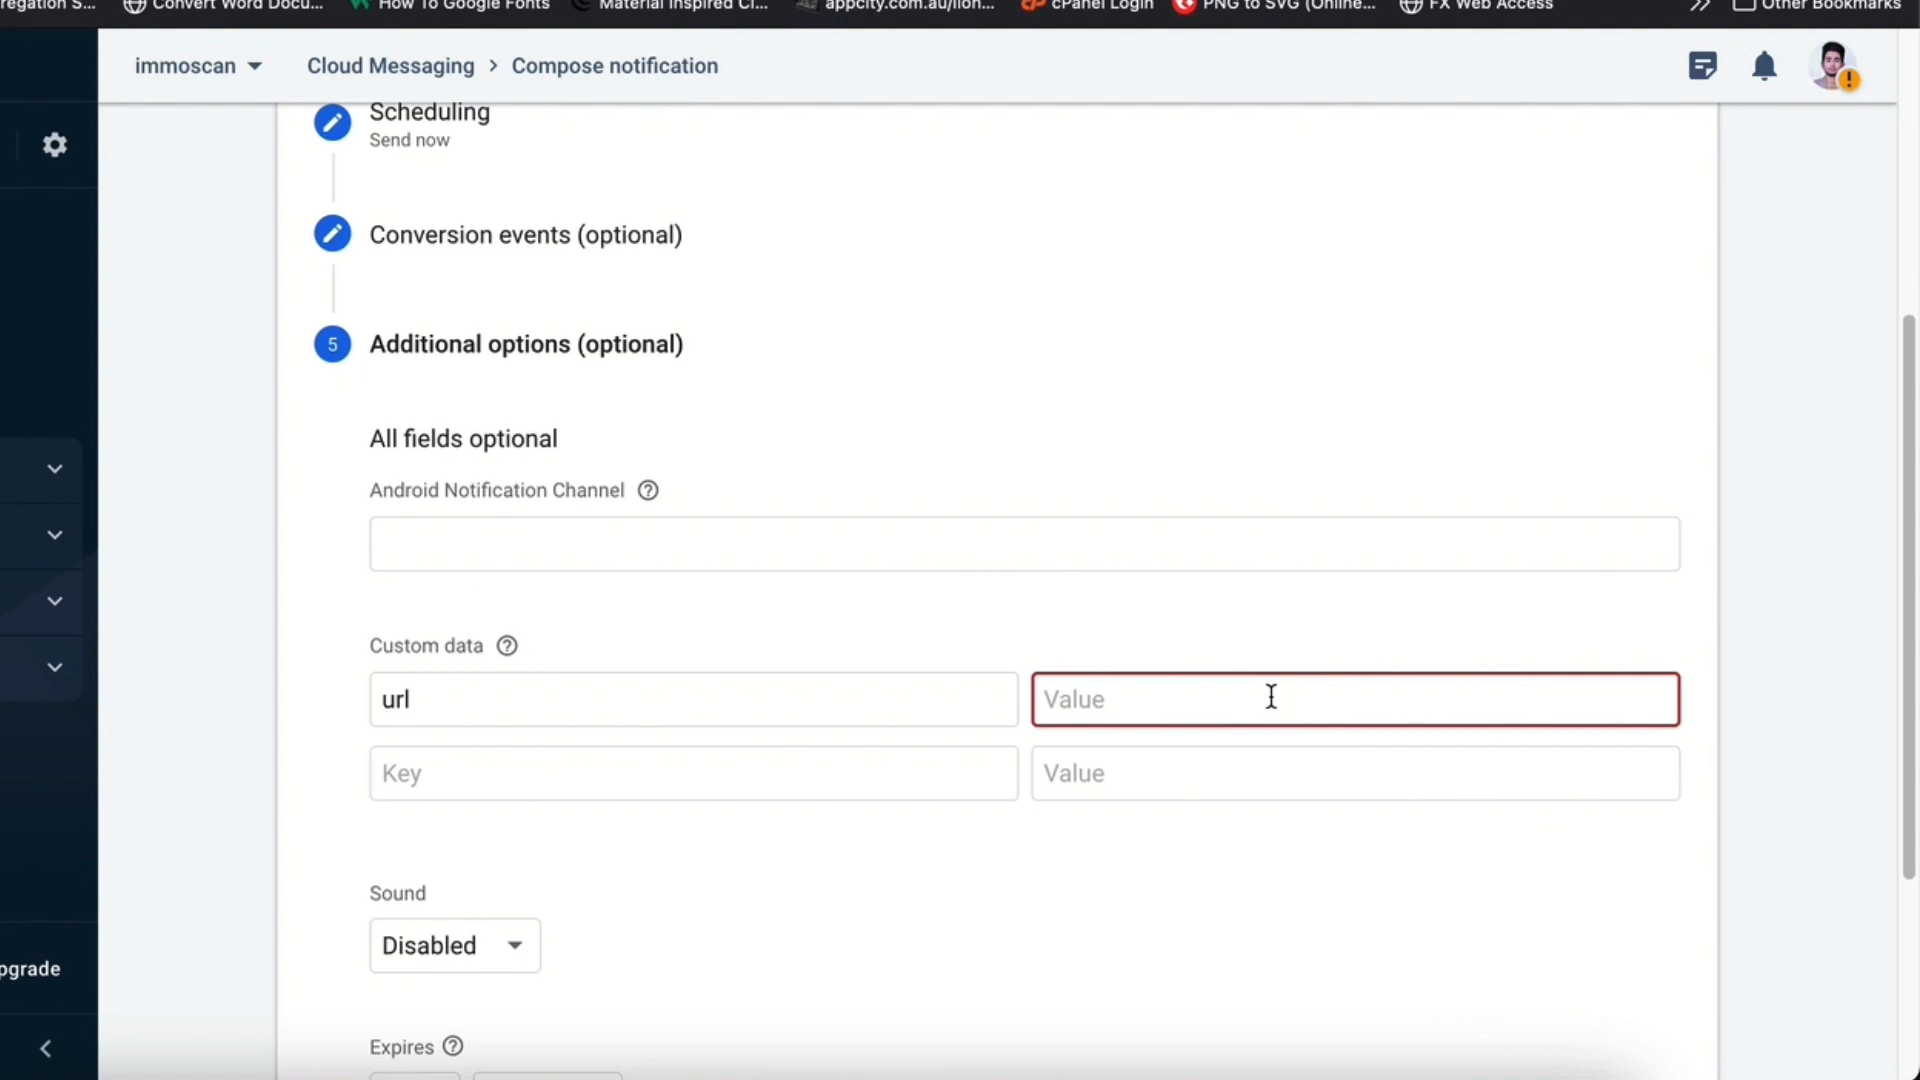 regation S... Convert Word Docu... How To Google Fonts Material Inspired Cl... appcity.com.au/lion... cPanel Login PNG to SVG (Online... FX Web Access Other Bookmarks
immoscan Cloud Messaging > Compose notification
Scheduling
Send now
Conversion events (optional)
5 Additional options (optional)
All fields optional
Android Notification Channel ?
Custom data ?
url Value
Key Value
Sound
Disabled
pgrade
Expires ?